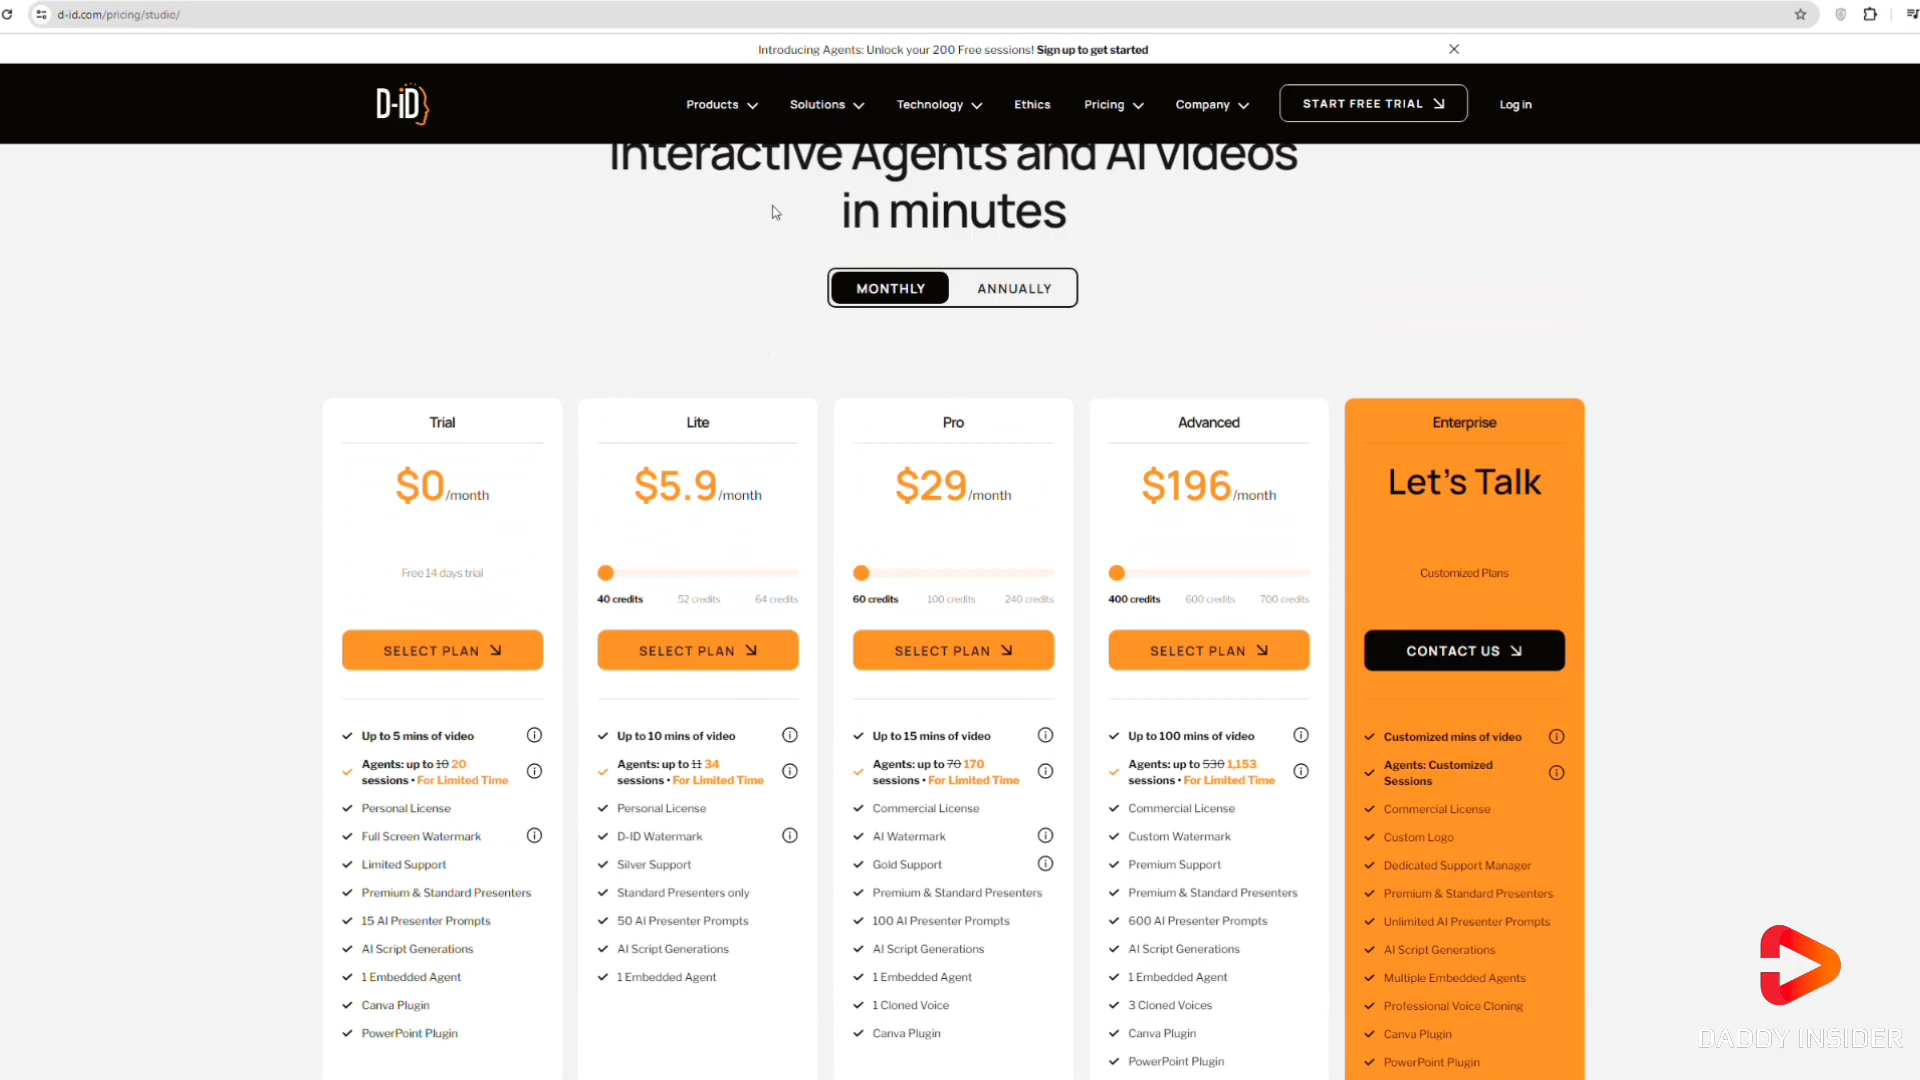 d-id.com/pricing/studio/
Introducing Agents: Unlock your 200 Free sessions! Sign up to get started
D-iD
Products
Solutions
Technology
Ethics
Pricing
Company
START FREE TRIAL
Log in
Interactive Agents and AI videos
in minutes
MONTHLY
ANNUALLY
Trial
$0/month
Free 14 days trial
SELECT PLAN
Up to 5 mins of video
Agents: up to 10 20
sessions • For Limited Time
Personal License
Full Screen Watermark
Limited Support
Premium & Standard Presenters
15 AI Presenter Prompts
AI Script Generations
1 Embedded Agent
Canva Plugin
PowerPoint Plugin
Lite
$5.9/month
40 credits 52 credits 64 credits
SELECT PLAN
Up to 10 mins of video
Agents: up to 11 34
sessions • For Limited Time
Personal License
D-ID Watermark
Silver Support
Standard Presenters only
50 AI Presenter Prompts
AI Script Generations
1 Embedded Agent
Pro
$29/month
60 credits 100 credits 240 credits
SELECT PLAN
Up to 15 mins of video
Agents: up to 70 170
sessions • For Limited Time
Commercial License
AI Watermark
Gold Support
Premium & Standard Presenters
100 AI Presenter Prompts
AI Script Generations
1 Embedded Agent
1 Cloned Voice
Canva Plugin
Advanced
$196/month
400 credits 600 credits 700 credits
SELECT PLAN
Up to 100 mins of video
Agents: up to 530 1,153
sessions • For Limited Time
Commercial License
Custom Watermark
Premium Support
Premium & Standard Presenters
600 AI Presenter Prompts
AI Script Generations
1 Embedded Agent
3 Cloned Voices
Canva Plugin
PowerPoint Plugin
Enterprise
Let's Talk
Customized Plans
CONTACT US
Customized mins of video
Agents: Customized
Sessions
Commercial License
Custom Logo
Dedicated Support Manager
Premium & Standard Presenters
Unlimited AI Presenter Prompts
AI Script Generations
Multiple Embedded Agents
Professional Voice Cloning
Canva Plugin
PowerPoint Plugin
DADDY INSIDER